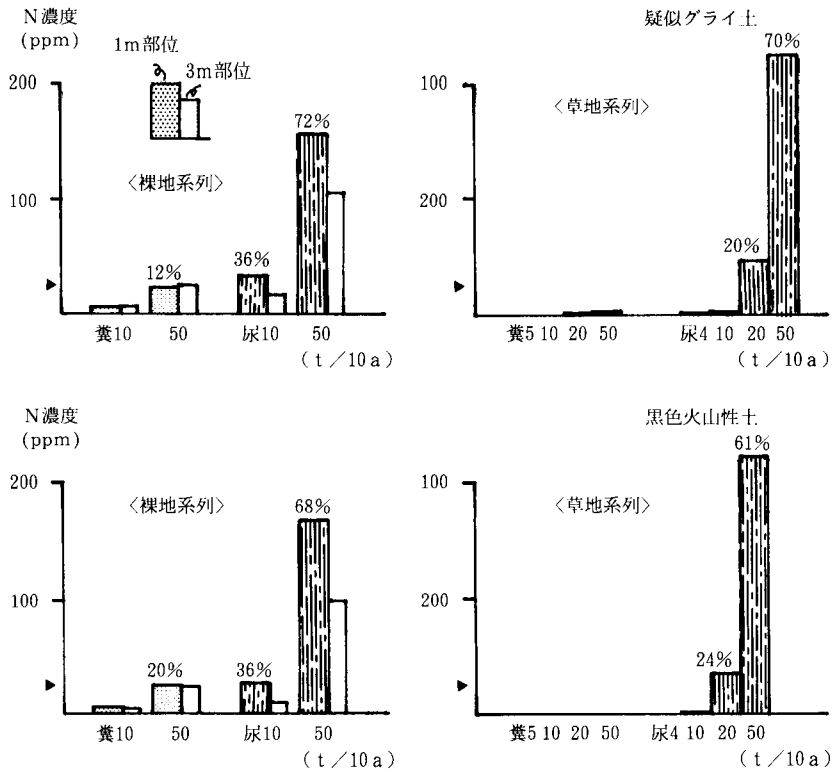 N濃度
(ppm)
1m部位
3m部位
200
100
〈裸地系列〉
12%
36%
72%
糞10 50 尿10 50
(t/10a)
疑似グライ土
100
200
〈草地系列〉
20%
70%
糞5 10 20 50 尿4 10 20 50
(t/10a)
N濃度
(ppm)
200
100
〈裸地系列〉
20%
36%
68%
糞10 50 尿10 50
(t/10a)
黒色火山性土
100
200
〈草地系列〉
24%
61%
糞5 10 20 50 尿4 10 20 50
(t/10a)